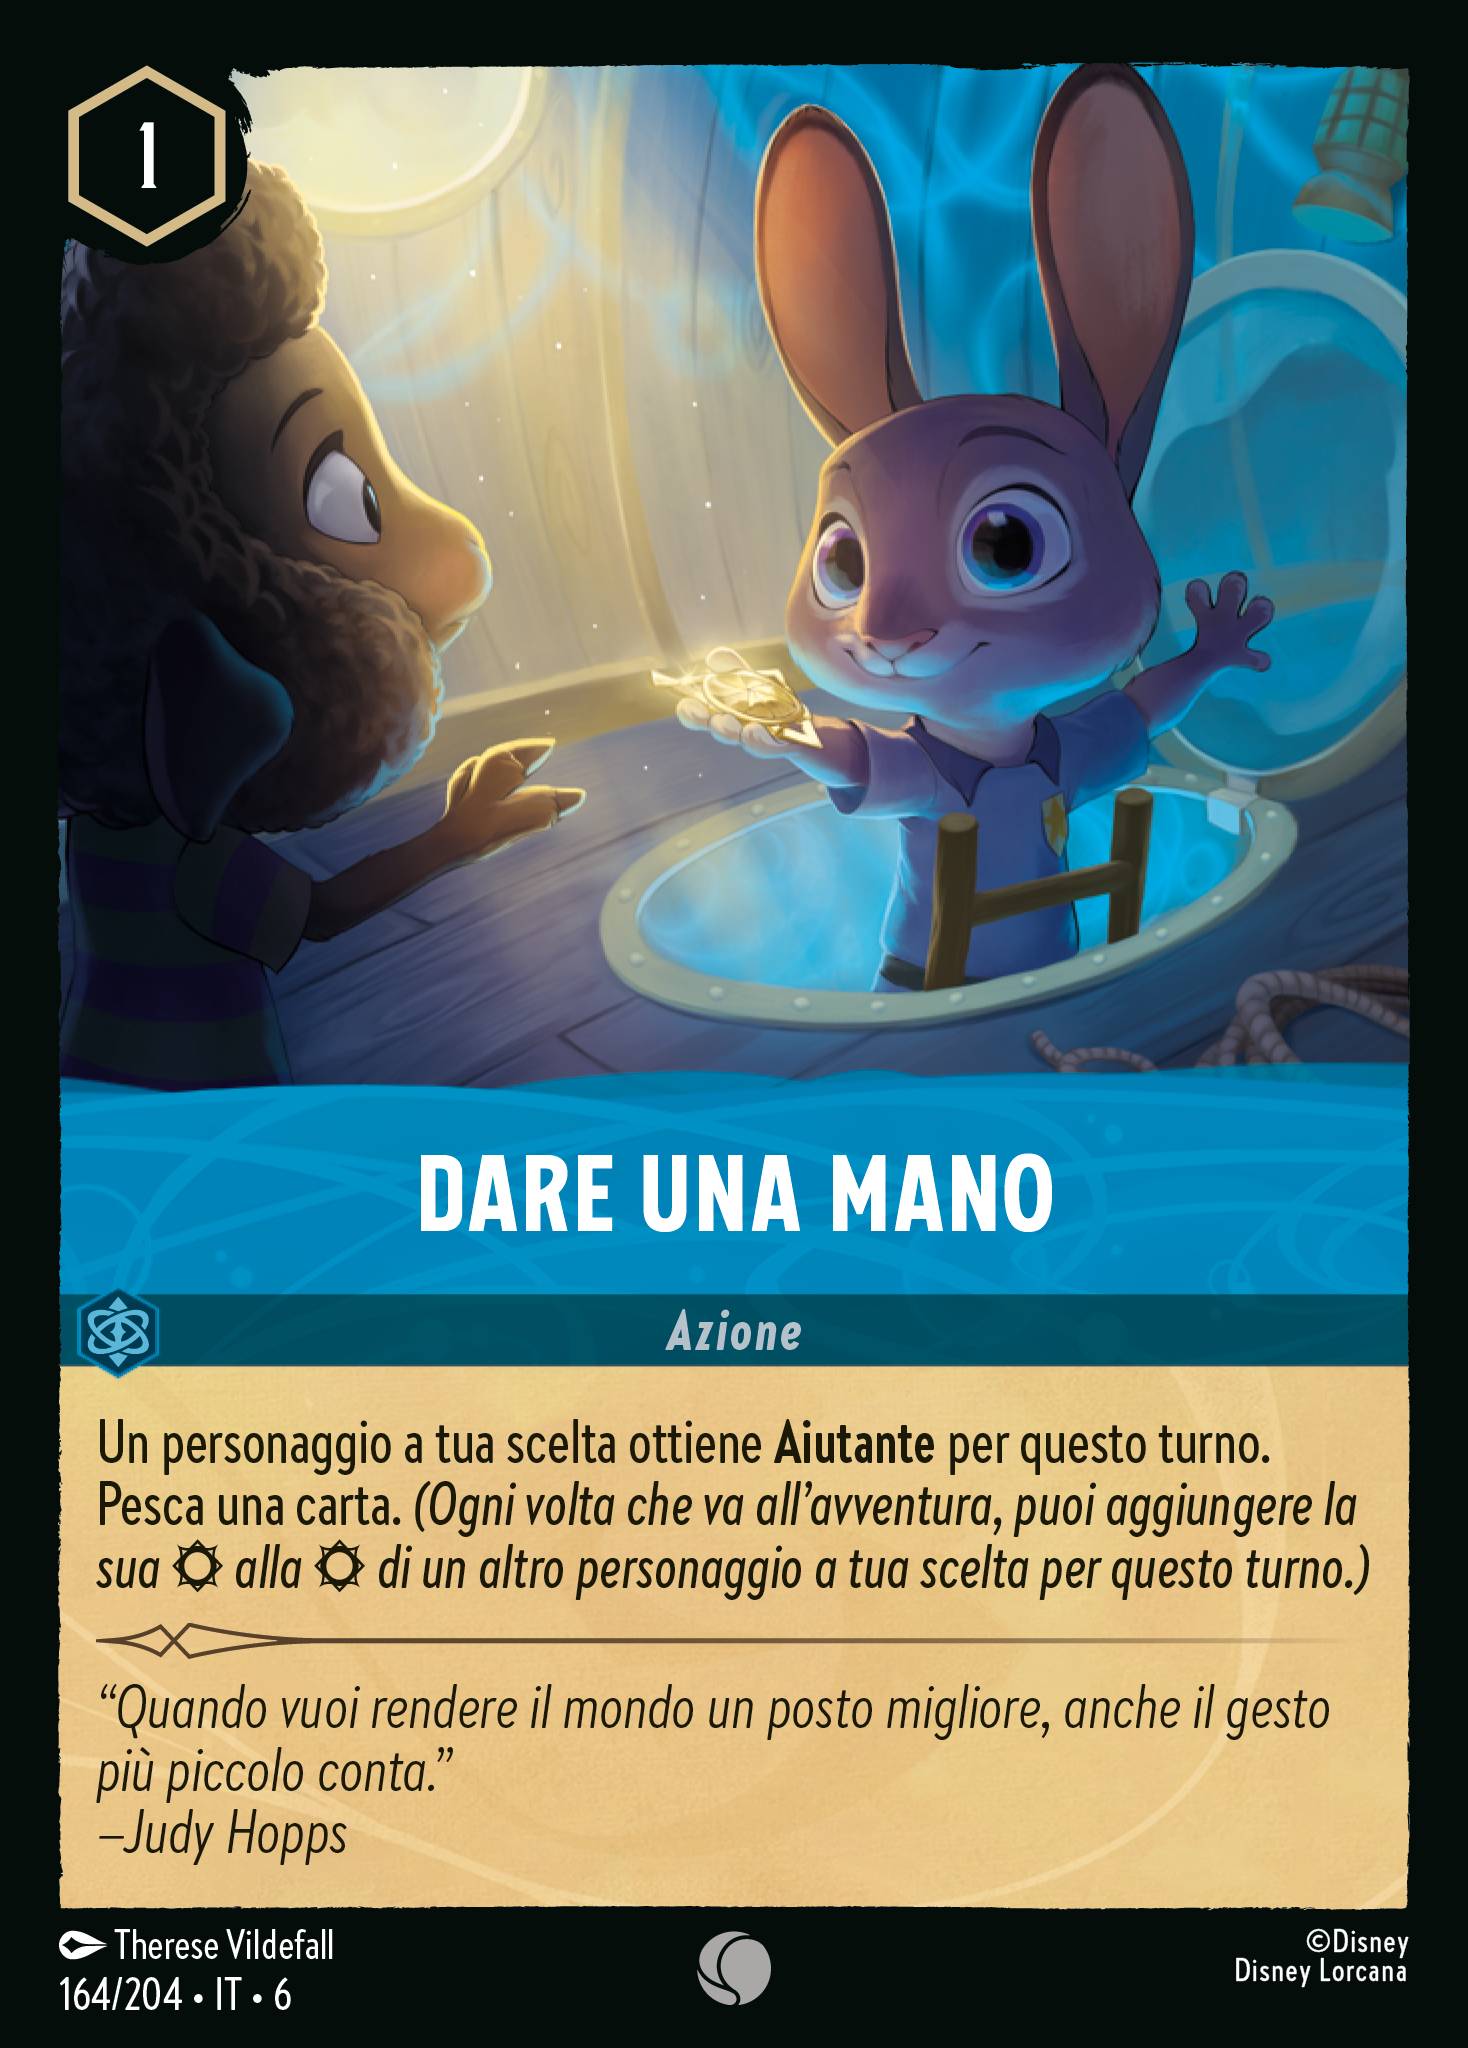 1
DARE UNA MANO
Azione
Un personaggio a tua scelta ottiene Aiutante per questo turno.
Pesca una carta. (Ogni volta che va all’avventura, puoi aggiungere la
sua alla di un altro personaggio a tua scelta per questo turno.)
“Quando vuoi rendere il mondo un posto migliore, anche il gesto
più piccolo conta.”
–Judy Hopps
Therese Vildefall
164/204 • IT • 6
©Disney
Disney Lorcana